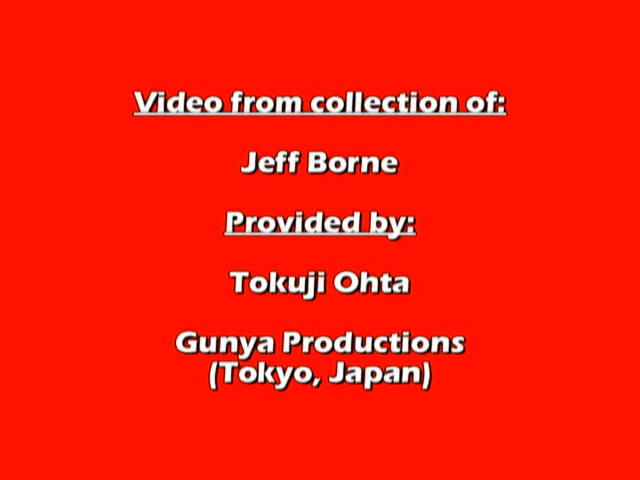 Video from collection of:
Jeff Borne
Provided by:
Tokuji Ohta
Gunya Productions
(Tokyo, Japan)